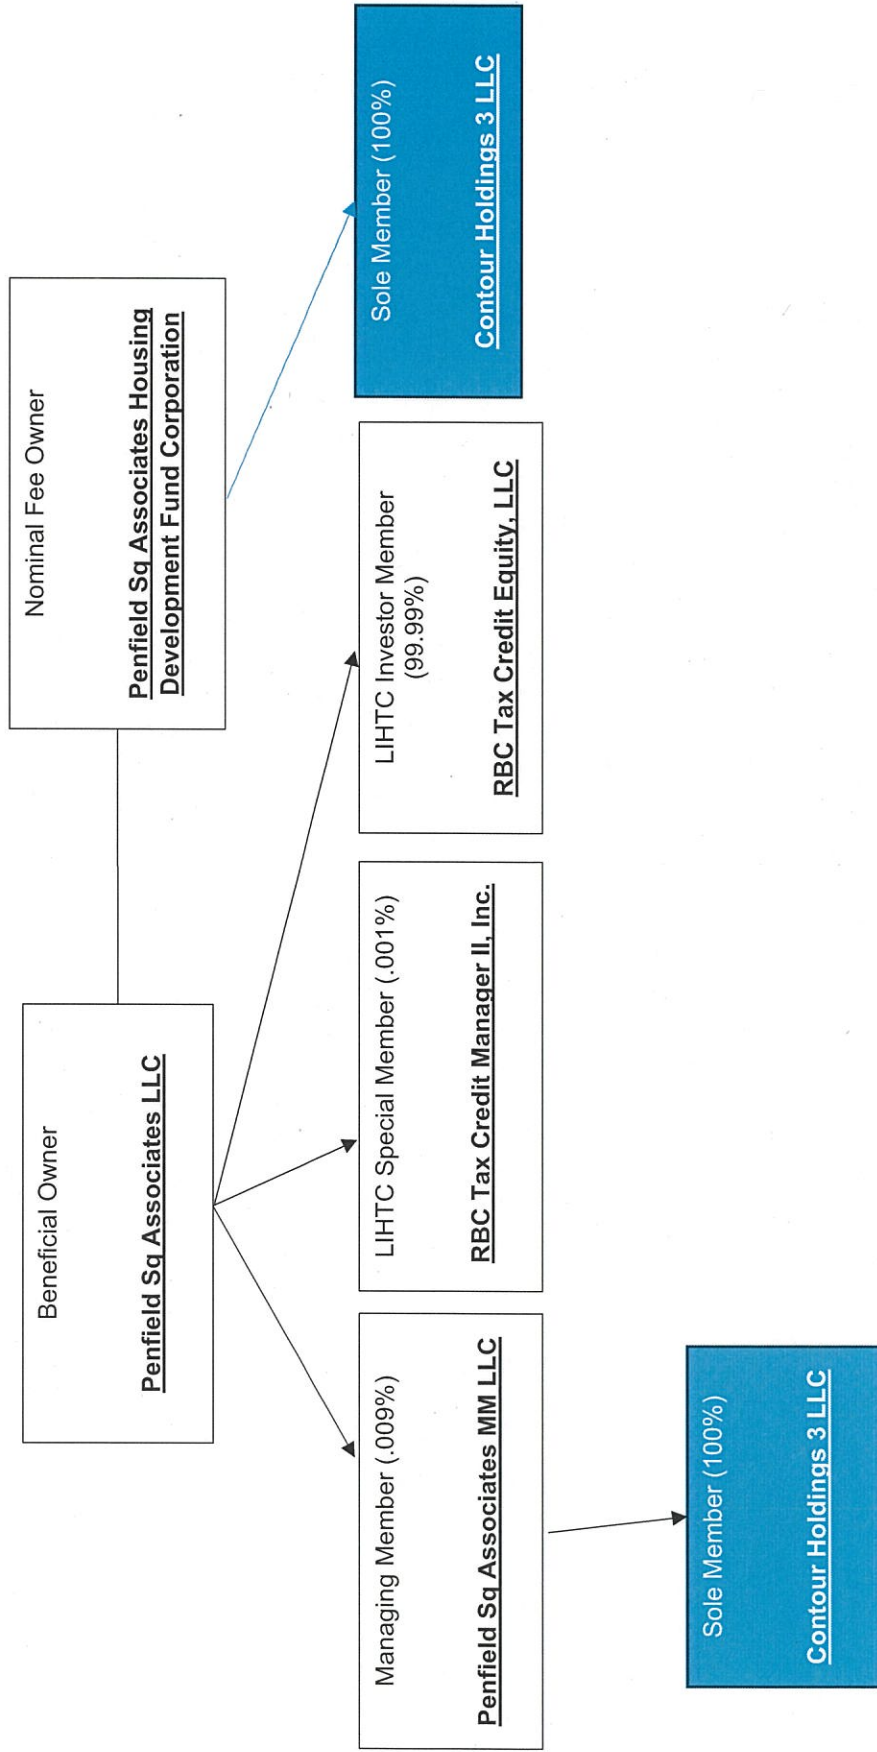 Beneficial Owner
Penfield Sq Associates LLC
Nominal Fee Owner
Penfield Sq Associates Housing
Development Fund Corporation
Managing Member (.009%)
Penfield Sq Associates MM LLC
LIHTC Special Member (.001%)
RBC Tax Credit Manager II, Inc.
LIHTC Investor Member
(99.99%)
RBC Tax Credit Equity, LLC
Sole Member (100%)
Contour Holdings 3 LLC
Sole Member (100%)
Contour Holdings 3 LLC